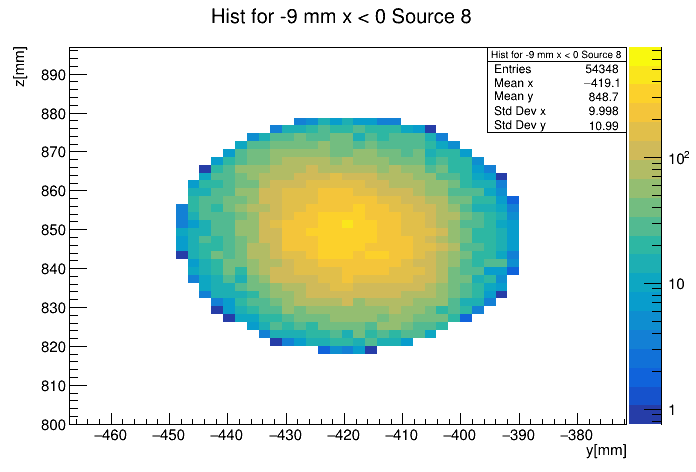 Hist for -9 mm x < 0 Source 8
z[mm]
Hist for -9 mm x < 0 Source 8
Entries 54348
Mean x −419.1
Mean y 848.7
Std Dev x 9.998
Std Dev y 10.99
890
880
870
860
850
840
830
820
810
800
−460 −450 −440 −430 −420 −410 −400 −390 −380
y[mm]
10²
10
1